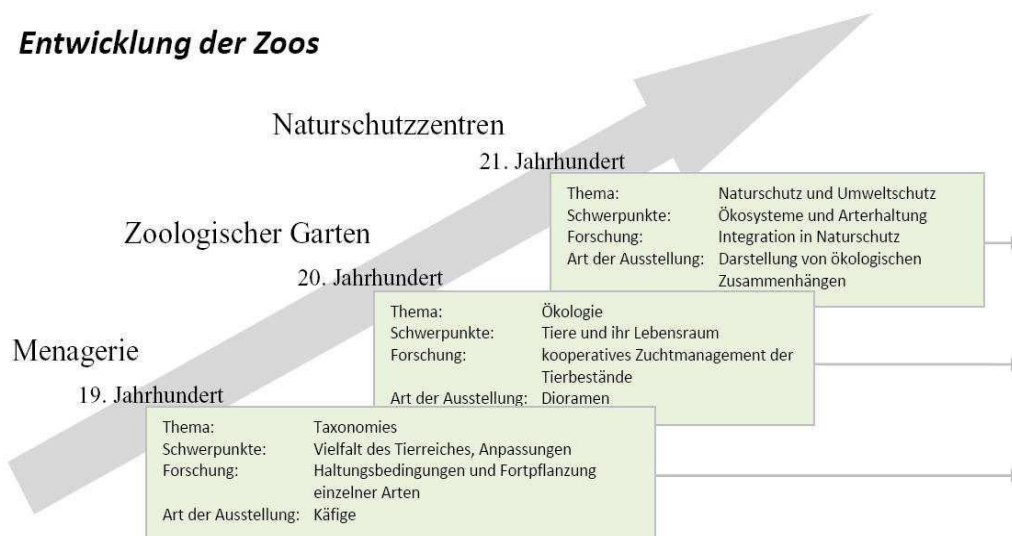 Entwicklung der Zoos
Naturschutzzentren
21. Jahrhundert
Thema: Naturschutz und Umweltschutz
Schwerpunkte: Ökosysteme und Arterhaltung
Forschung: Integration in Naturschutz
Art der Ausstellung: Darstellung von ökologischen
Zusammenhängen
Zoologischer Garten
20. Jahrhundert
Thema: Ökologie
Schwerpunkte: Tiere und ihr Lebensraum
Forschung: kooperatives Zuchtmanagement der
Tierbestände
Art der Ausstellung: Dioramen
Menagerie
19. Jahrhundert
Thema: Taxonomies
Schwerpunkte: Vielfalt des Tierreiches, Anpassungen
Forschung: Haltungsbedingungen und Fortpflanzung
einzelner Arten
Art der Ausstellung: Käfige